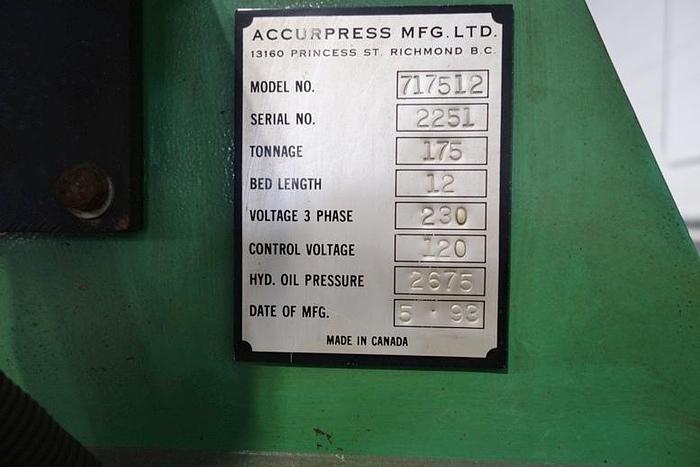 ACCURPRESS MFG. LTD.
13160 PRINCESS ST. RICHMOND B.C.
MODEL NO. 717512
SERIAL NO. 2251
TONNAGE 175
BED LENGTH 12
VOLTAGE 3 PHASE 230
CONTROL VOLTAGE 120
HYD. OIL PRESSURE 2675
DATE OF MFG. 5 · 93
MADE IN CANADA